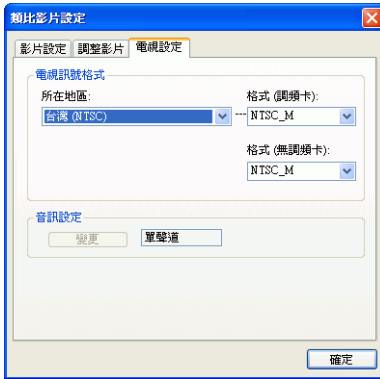 類比影片設定
影片設定 調整影片 電視設定
電視訊號格式
所在地區: 格式 (調頻卡):
台灣 (NTSC) --- NTSC_M
格式 (無調頻卡):
NTSC_M
音訊設定
變更 單聲道
確定